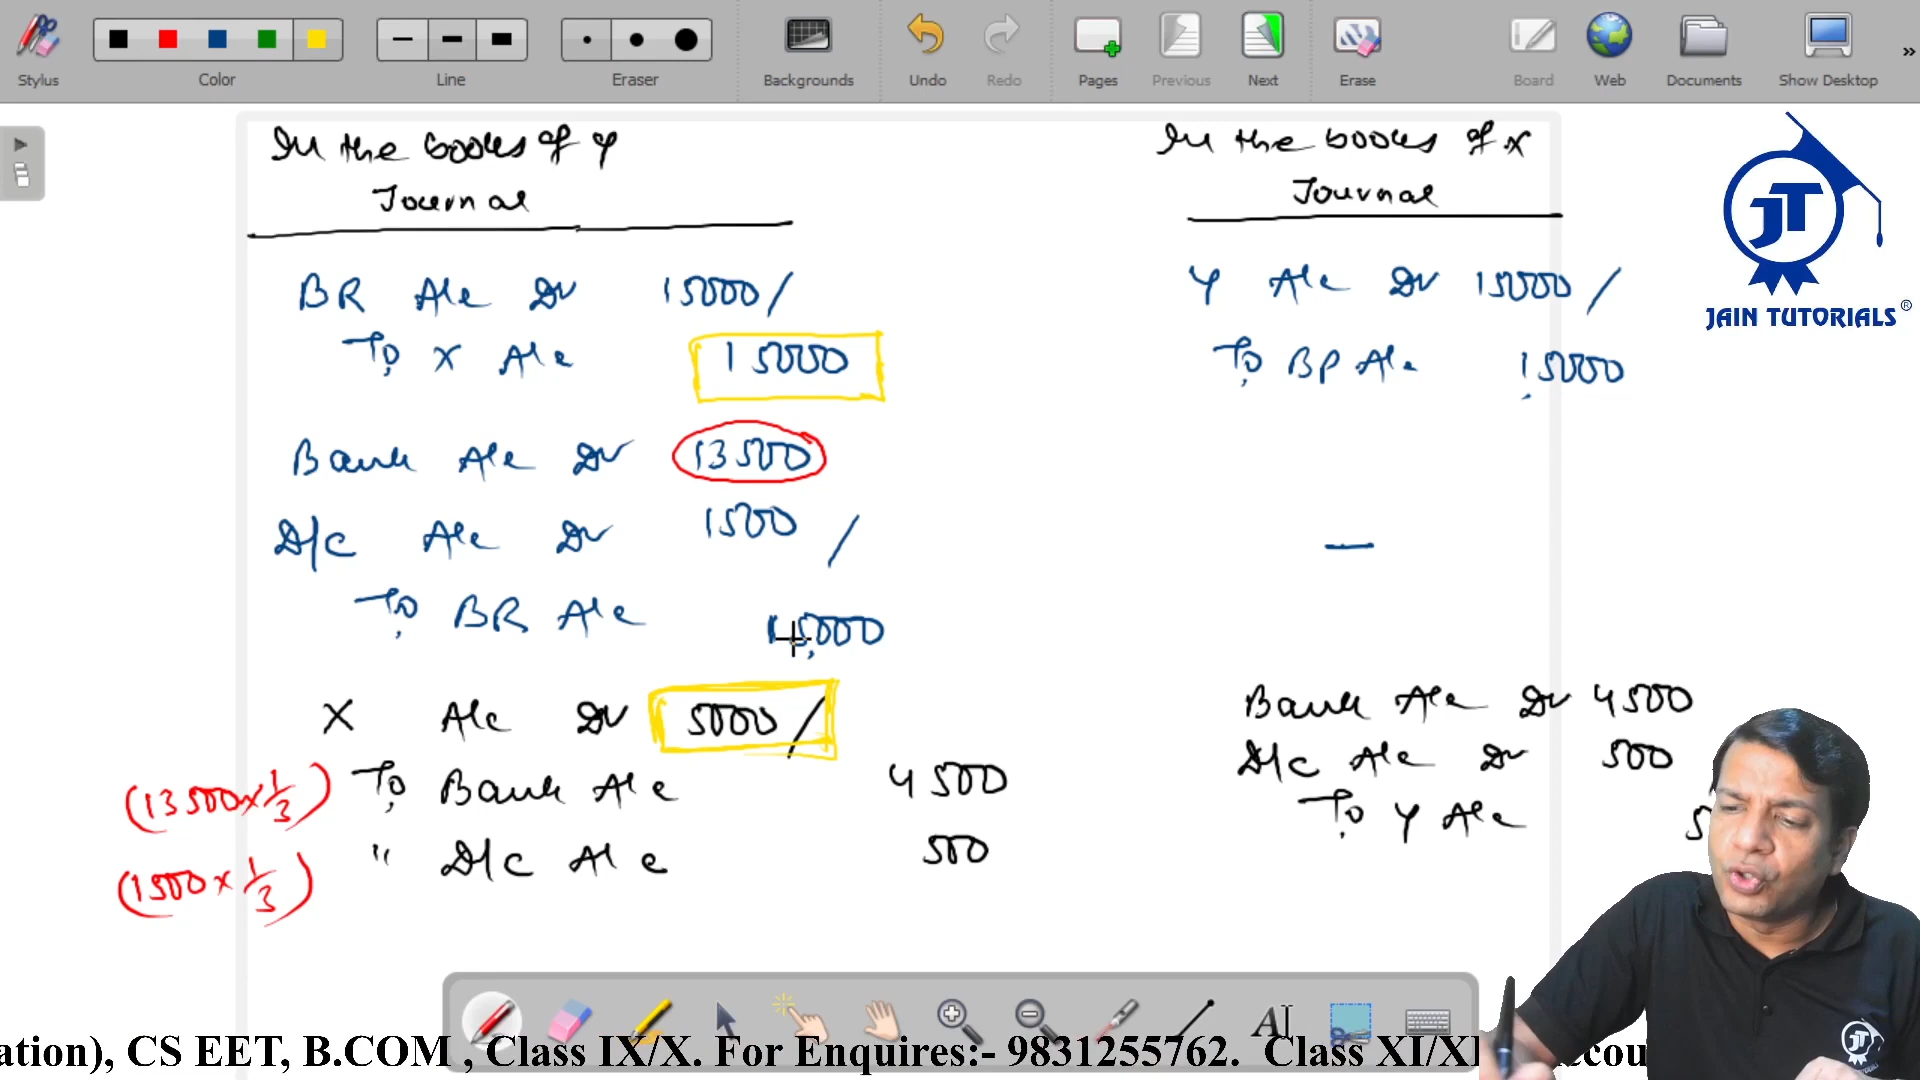 Stylus Color Line Eraser Backgrounds Undo Redo Pages Previous Next Erase Board Web Documents Show Desktop »
In the books of Y
Journal
BR A/c Dr 15000/
To X A/c 15000
Bank A/c Dr 13500
D/c A/c Dr 1500/
To BR A/c 15000
X A/c Dr 5000/
(13500 x 1/3) To Bank A/c 4500
(1500 x 1/3) " D/c A/c 500
In the books of X
Journal
Y A/c Dr 15000/
To BP A/c 15000
—
Bank A/c Dr 4500
D/c A/c Dr 500
To Y A/c 5
JT
JAIN TUTORIALS®
JT
ation), CS EET, B.COM , Class IX/X. For Enquires:- 9831255762. Class XI/XI